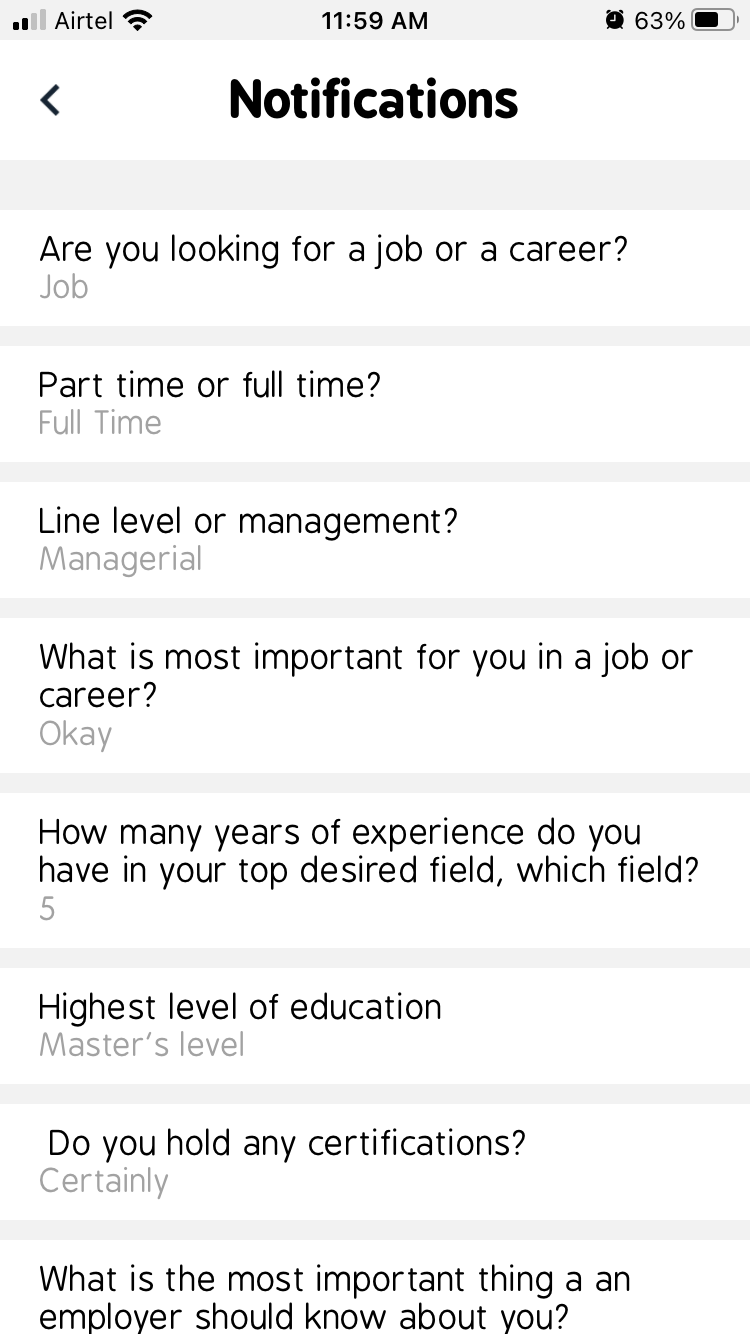 Airtel 11:59 AM 63%
Notifications
Are you looking for a job or a career?
Job
Part time or full time?
Full Time
Line level or management?
Managerial
What is most important for you in a job or
career?
Okay
How many years of experience do you
have in your top desired field, which field?
5
Highest level of education
Master's level
Do you hold any certifications?
Certainly
What is the most important thing a an
employer should know about you?